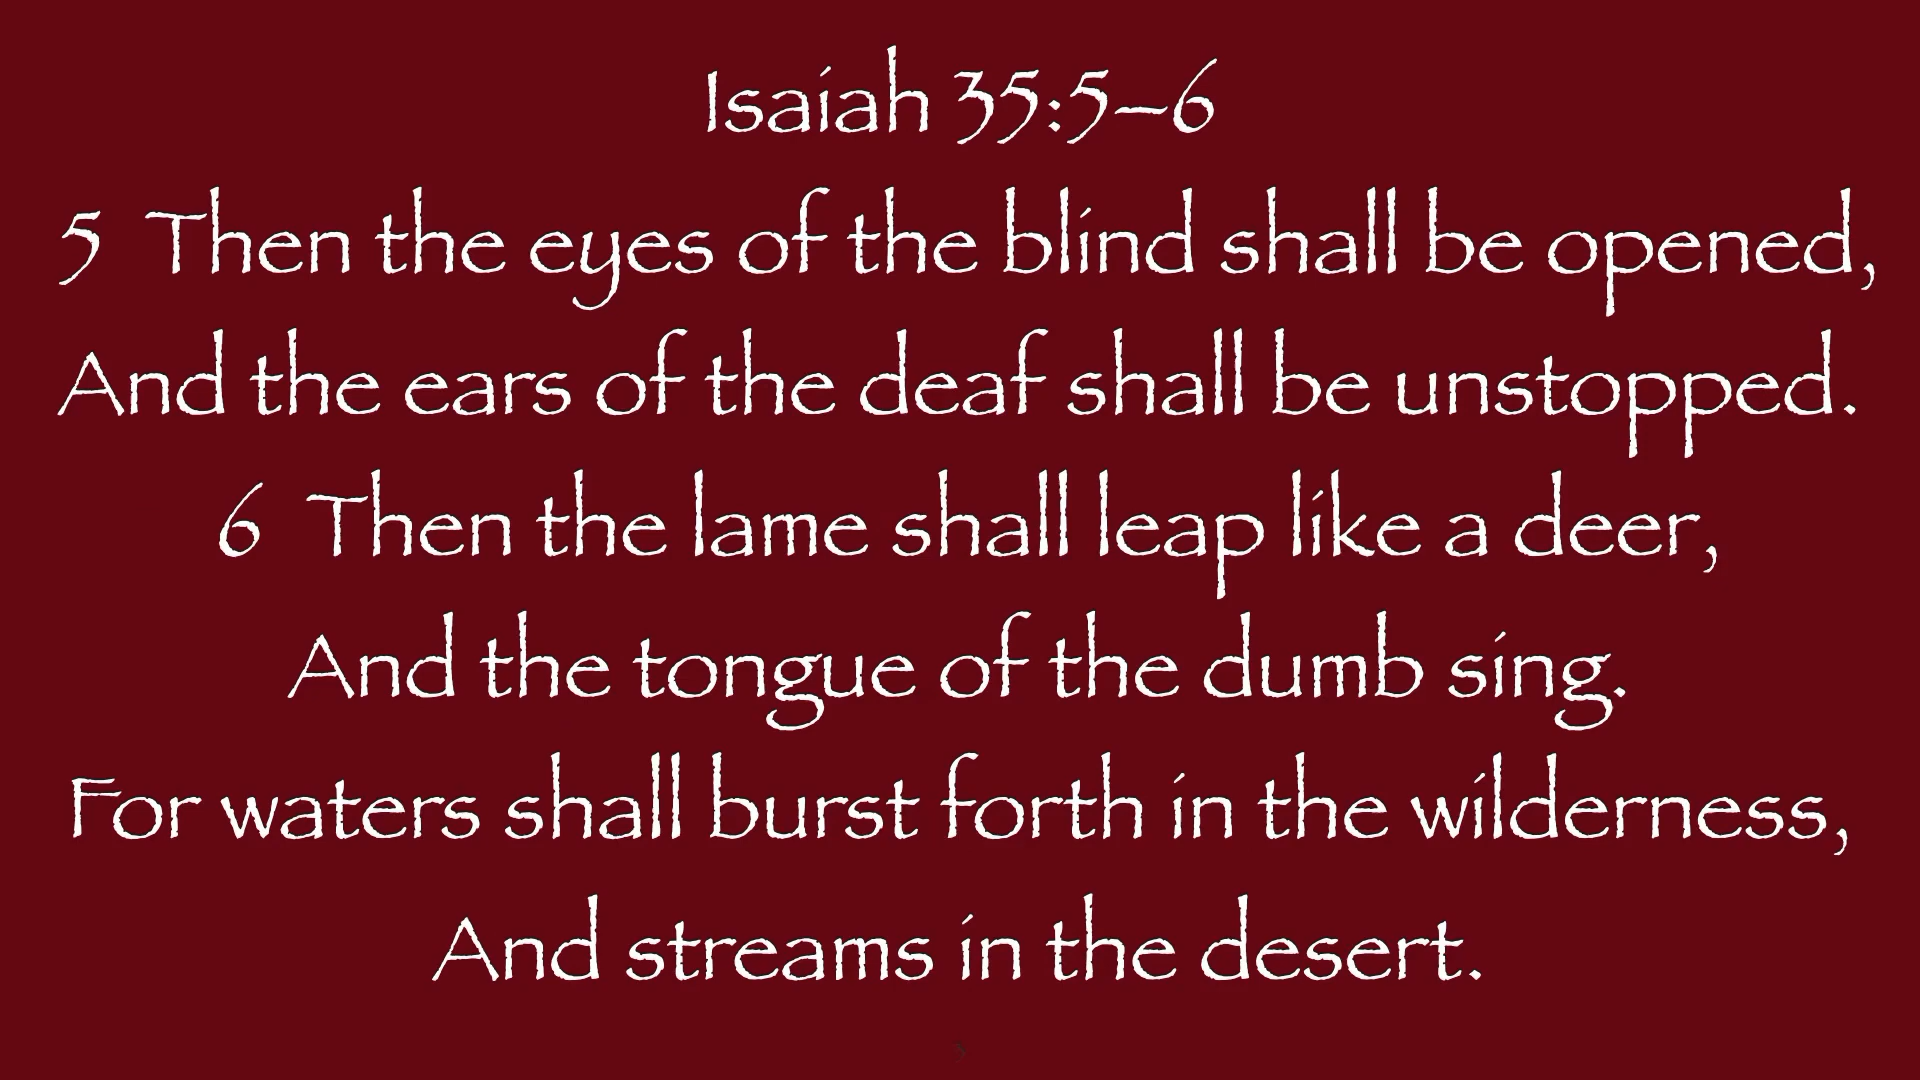 Isaiah 35:5–6
5 Then the eyes of the blind shall be opened,
And the ears of the deaf shall be unstopped.
6 Then the lame shall leap like a deer,
And the tongue of the dumb sing.
For waters shall burst forth in the wilderness,
And streams in the desert.
3